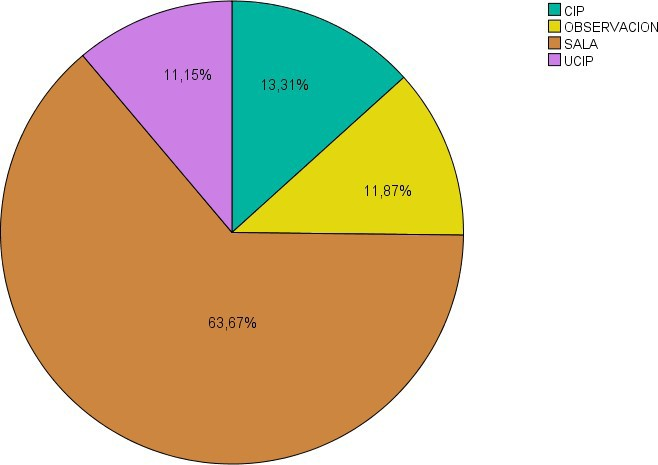 CIP
OBSERVACION
SALA
UCIP
11,15%
13,31%
11,87%
63,67%